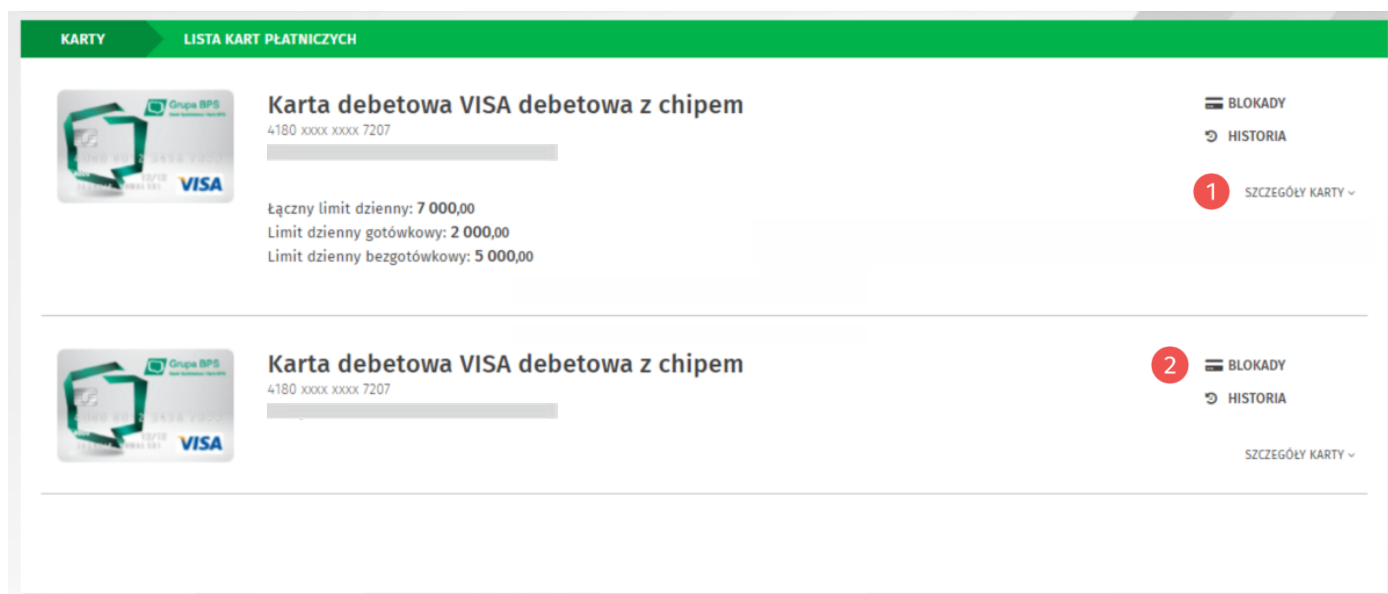 KARTY
LISTA KART PŁATNICZYCH
Grupa BPS
VISA
Karta debetowa VISA debetowa z chipem
4180 xxxx xxxx 7207
Łączny limit dzienny: 7 000,00
Limit dzienny gotówkowy: 2 000,00
Limit dzienny bezgotówkowy: 5 000,00
BLOKADY
HISTORIA
1
SZCZEGÓŁY KARTY
Grupa BPS
VISA
Karta debetowa VISA debetowa z chipem
4180 xxxx xxxx 7207
2
BLOKADY
HISTORIA
SZCZEGÓŁY KARTY